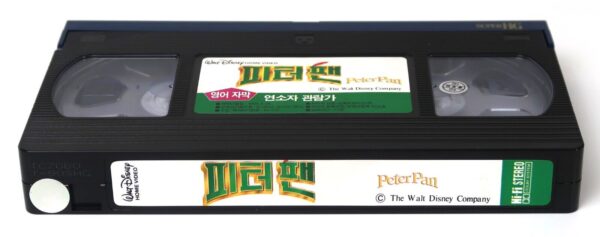 SUPER HG
Walt Disney HOME VIDEO
피터 팬 Peter Pan
© The Walt Disney Company
영어 자막 연소자 관람가
Walt Disney
HOME VIDEO
피터 팬
Peter Pan
© The Walt Disney Company
Hi-Fi STEREO